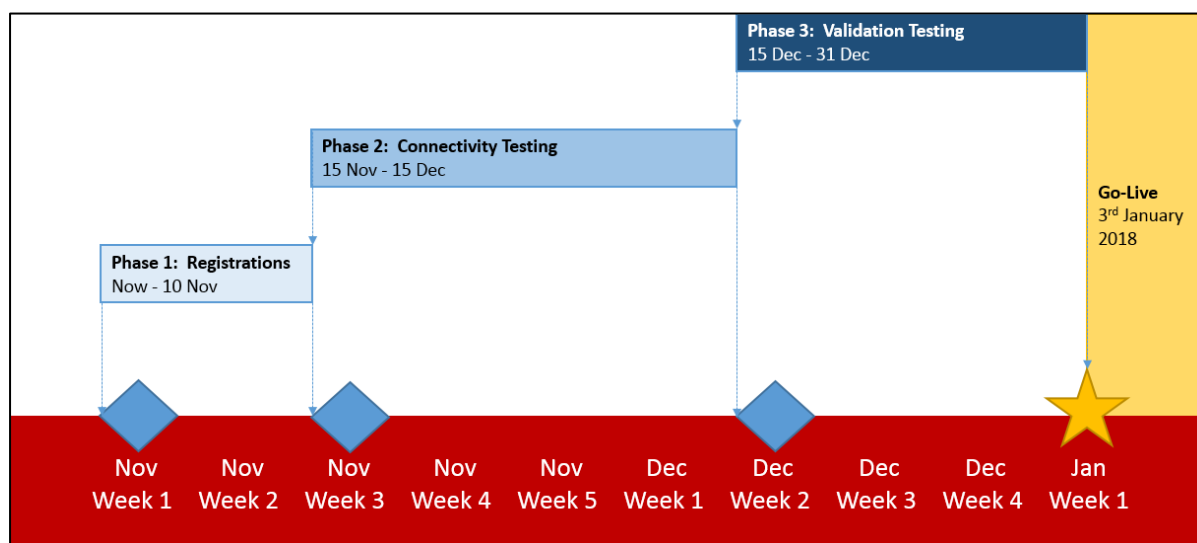 Phase 3:  Validation Testing
15 Dec - 31 Dec
Phase 2:  Connectivity Testing
15 Nov - 15 Dec
Go-Live
3rd January
2018
Phase 1:  Registrations
Now - 10 Nov
Nov Nov Nov Nov Nov Dec Dec Dec Dec Jan
Week 1 Week 2 Week 3 Week 4 Week 5 Week 1 Week 2 Week 3 Week 4 Week 1